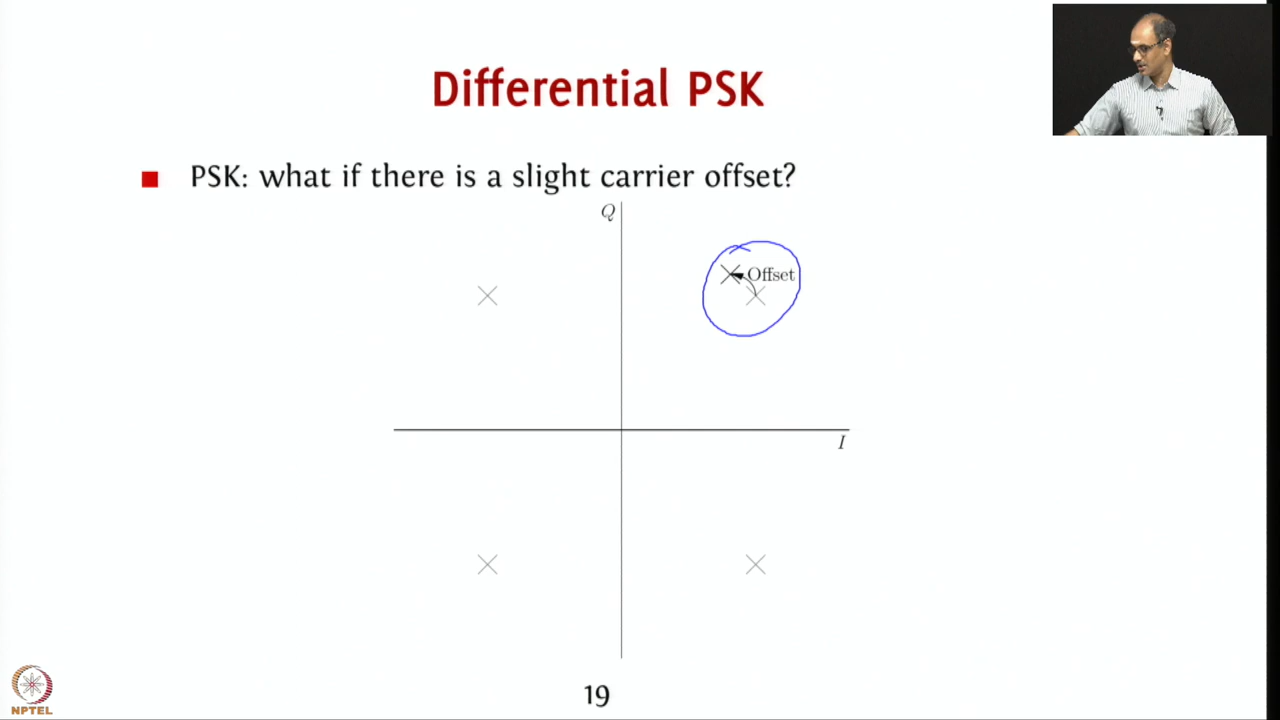 Differential PSK
PSK: what if there is a slight carrier offset?
Q
Offset
I
19
NPTEL